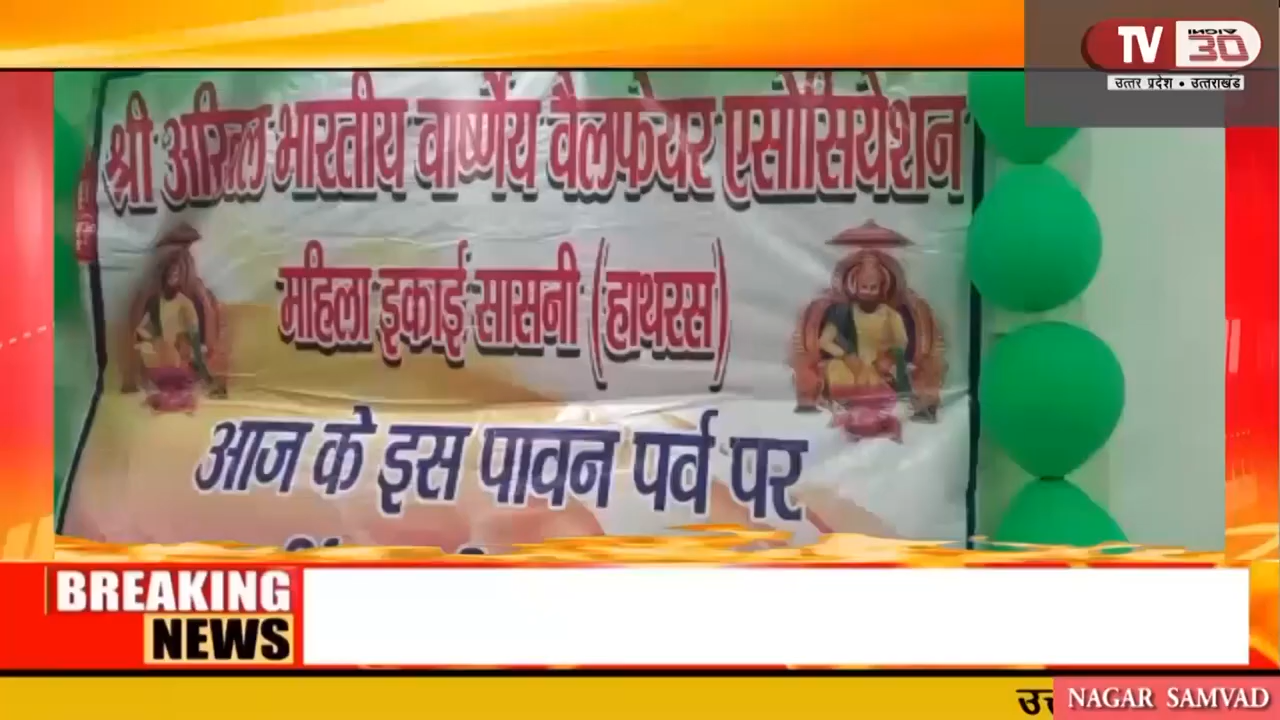 TV 30
INDIA
उत्तर प्रदेश • उत्तराखंड
श्री अखिल भारतीय वार्ष्णेय वैलफेयर एसोसियेशन
महिला इकाई सासनी (हाथरस)
आज के इस पावन पर्व पर
BREAKING
NEWS
NAGAR SAMVAD